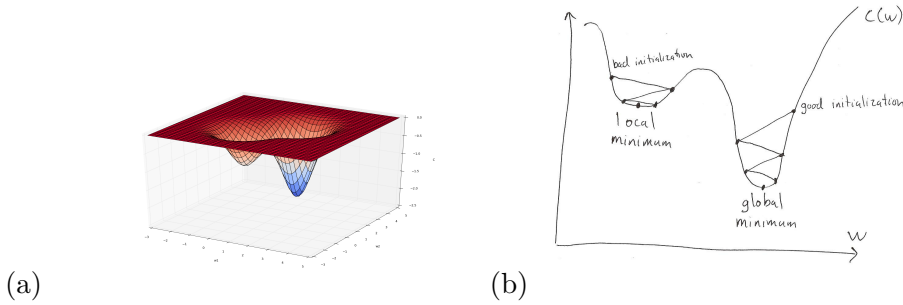 C(w)
bad initialization
good initialization
local
minimum
global
minimum
w
(a)
(b)